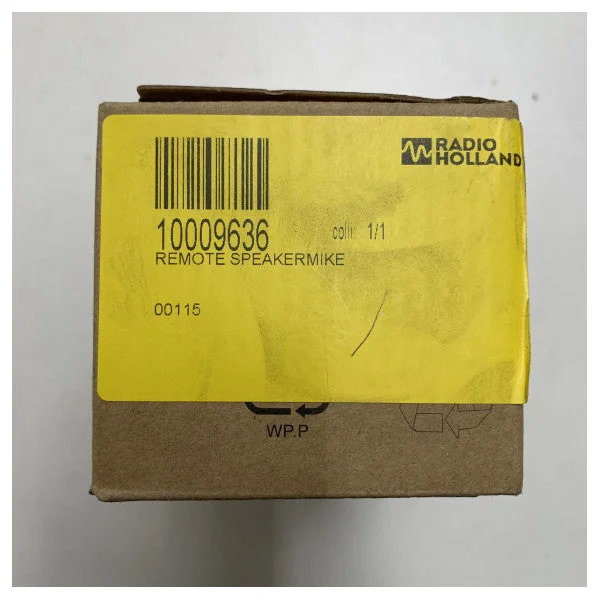 RADIO
HOLLAND
10009636 colli: 1/1
REMOTE SPEAKERMIKE
00115
WP.P